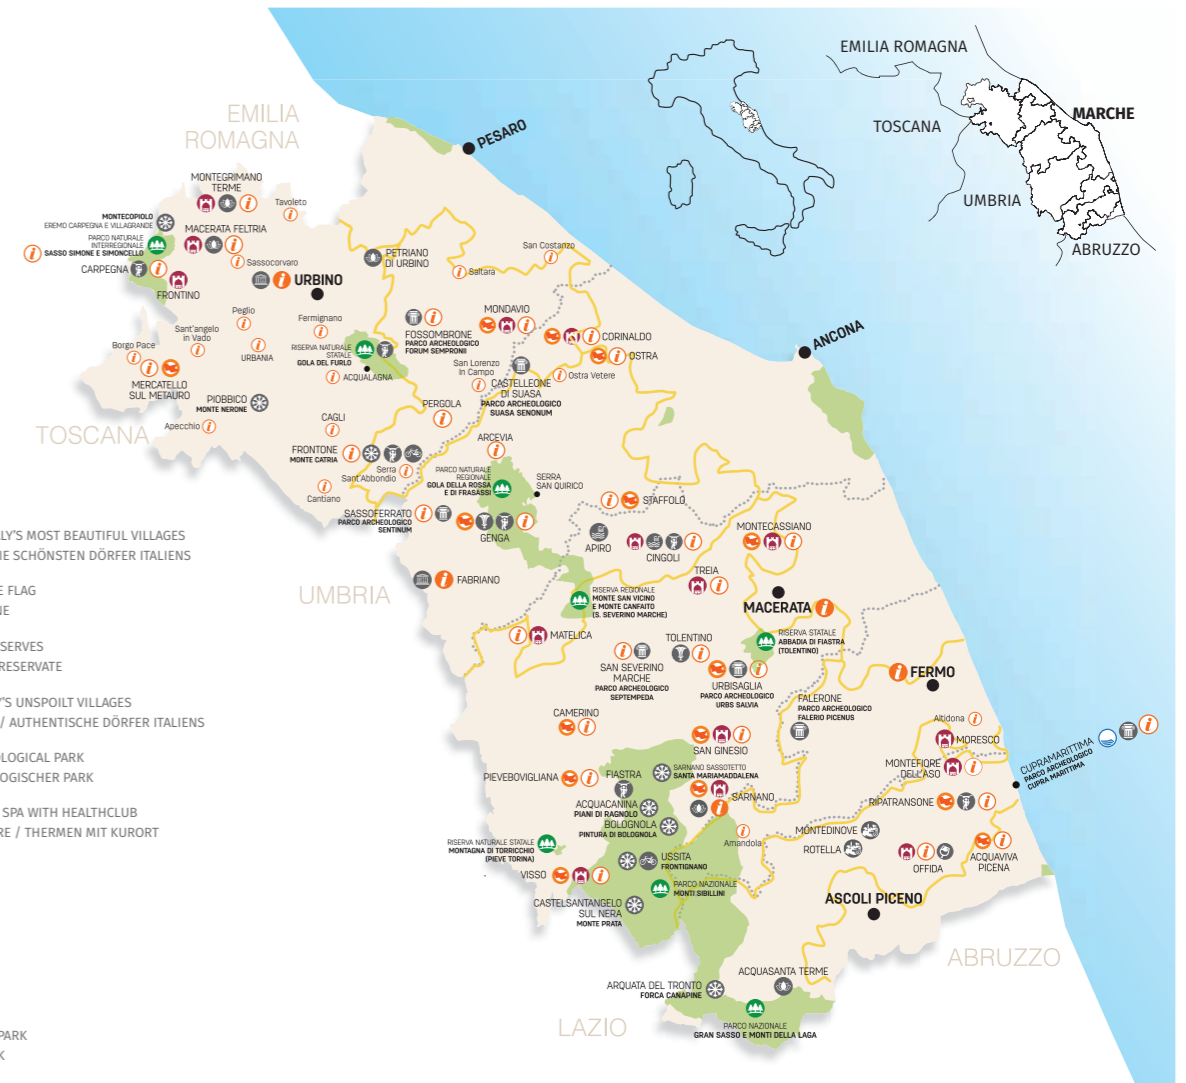 EMILIA ROMAGNA
MARCHE
TOSCANA
UMBRIA
ABRUZZO
EMILIA
ROMAGNA
PESARO
MONTEGRIMANO
TERME
Tavoleto
MONTECOPIOLO
EREMO CARPEGNA E VILLAGRANDE
PARCO NATURALE
INTERREGIONALE
SASSO SIMONE E SIMONCELLO
MACERATA FELTRIA
Sassocorvaro
CARPEGNA
FRONTINO
URBINO
PETRIANO
DI URBINO
San Costanzo
Saltara
Peglio
Fermignano
Sant'angelo
in Vado
Borgo Pace
URBANIA
MERCATELLO
SUL METAURO
RISERVA NATURALE
STATALE
GOLA DEL FURLO
ACQUALAGNA
FOSSOMBRONE
PARCO ARCHEOLOGICO
FORUM SEMPRONII
MONDAVIO
CORINALDO
OSTRA
Ostra Vetere
San Lorenzo
In Campo
CASTELLEONE
DI SUASA
PARCO ARCHEOLOGICO
SUASA SENONUM
ANCONA
PIOBBICO
MONTE NERONE
Apecchio
TOSCANA
CAGLI
PERGOLA
FRONTONE
MONTE CATRIA
Serra
Sant'Abbondio
Cantiano
ARCEVIA
PARCO NATURALE
REGIONALE
GOLA DELLA ROSSA
E DI FRASASSI
SERRA
SAN QUIRICO
SASSOFERRATO
PARCO ARCHEOLOGICO
SENTINUM
GENGA
STAFFOLO
APIRO
CINGOLI
MONTECASSIANO
TREIA
LY'S MOST BEAUTIFUL VILLAGES
IE SCHÖNSTEN DÖRFER ITALIENS
E FLAG
NE
SERVES
RESERVATE
Y'S UNSPOILT VILLAGES
/ AUTHENTISCHE DÖRFER ITALIENS
OLOGICAL PARK
OGISCHER PARK
SPA WITH HEALTHCLUB
RE / THERMEN MIT KURORT
PARK
K
UMBRIA
FABRIANO
RISERVA REGIONALE
MONTE SAN VICINO
E MONTE CANFAITO
(S. SEVERINO MARCHE)
MACERATA
MATELICA
SAN SEVERINO
MARCHE
PARCO ARCHEOLOGICO
SEPTEMPEDA
TOLENTINO
RISERVA STATALE
ABBADIA DI FIASTRA
(TOLENTINO)
URBISAGLIA
PARCO ARCHEOLOGICO
URBS SALVIA
FERMO
FALERONE
PARCO ARCHEOLOGICO
FALERIO PICENUS
CAMERINO
SAN GINESIO
Altidona
MORESCO
MONTEFIORE
DELL'ASO
CUPRAMARITTIMA
PARCO ARCHEOLOGICO
CUPRA MARITTIMA
PIEVEBOVIGLIANA
FIASTRA
SARNANO SASSOTETTO
SANTA MARIAMADDALENA
SARNANO
ACQUACANINA
PIANI DI RAGNOLO
BOLOGNOLA
PINTURA DI BOLOGNOLA
Amandola
RIPATRANSONE
MONTEDINOVE
ROTELLA
OFFIDA
ACQUAVIVA
PICENA
RISERVA NATURALE STATALE
MONTAGNA DI TORRICCHIO
(PIEVE TORINA)
USSITA
FRONTIGNANO
VISSO
PARCO NAZIONALE
MONTI SIBILLINI
CASTELSANTANGELO
SUL NERA
MONTE PRATA
ASCOLI PICENO
ABRUZZO
ACQUASANTA TERME
ARQUATA DEL TRONTO
FORCA CANAPINE
LAZIO
PARCO NAZIONALE
GRAN SASSO E MONTI DELLA LAGA